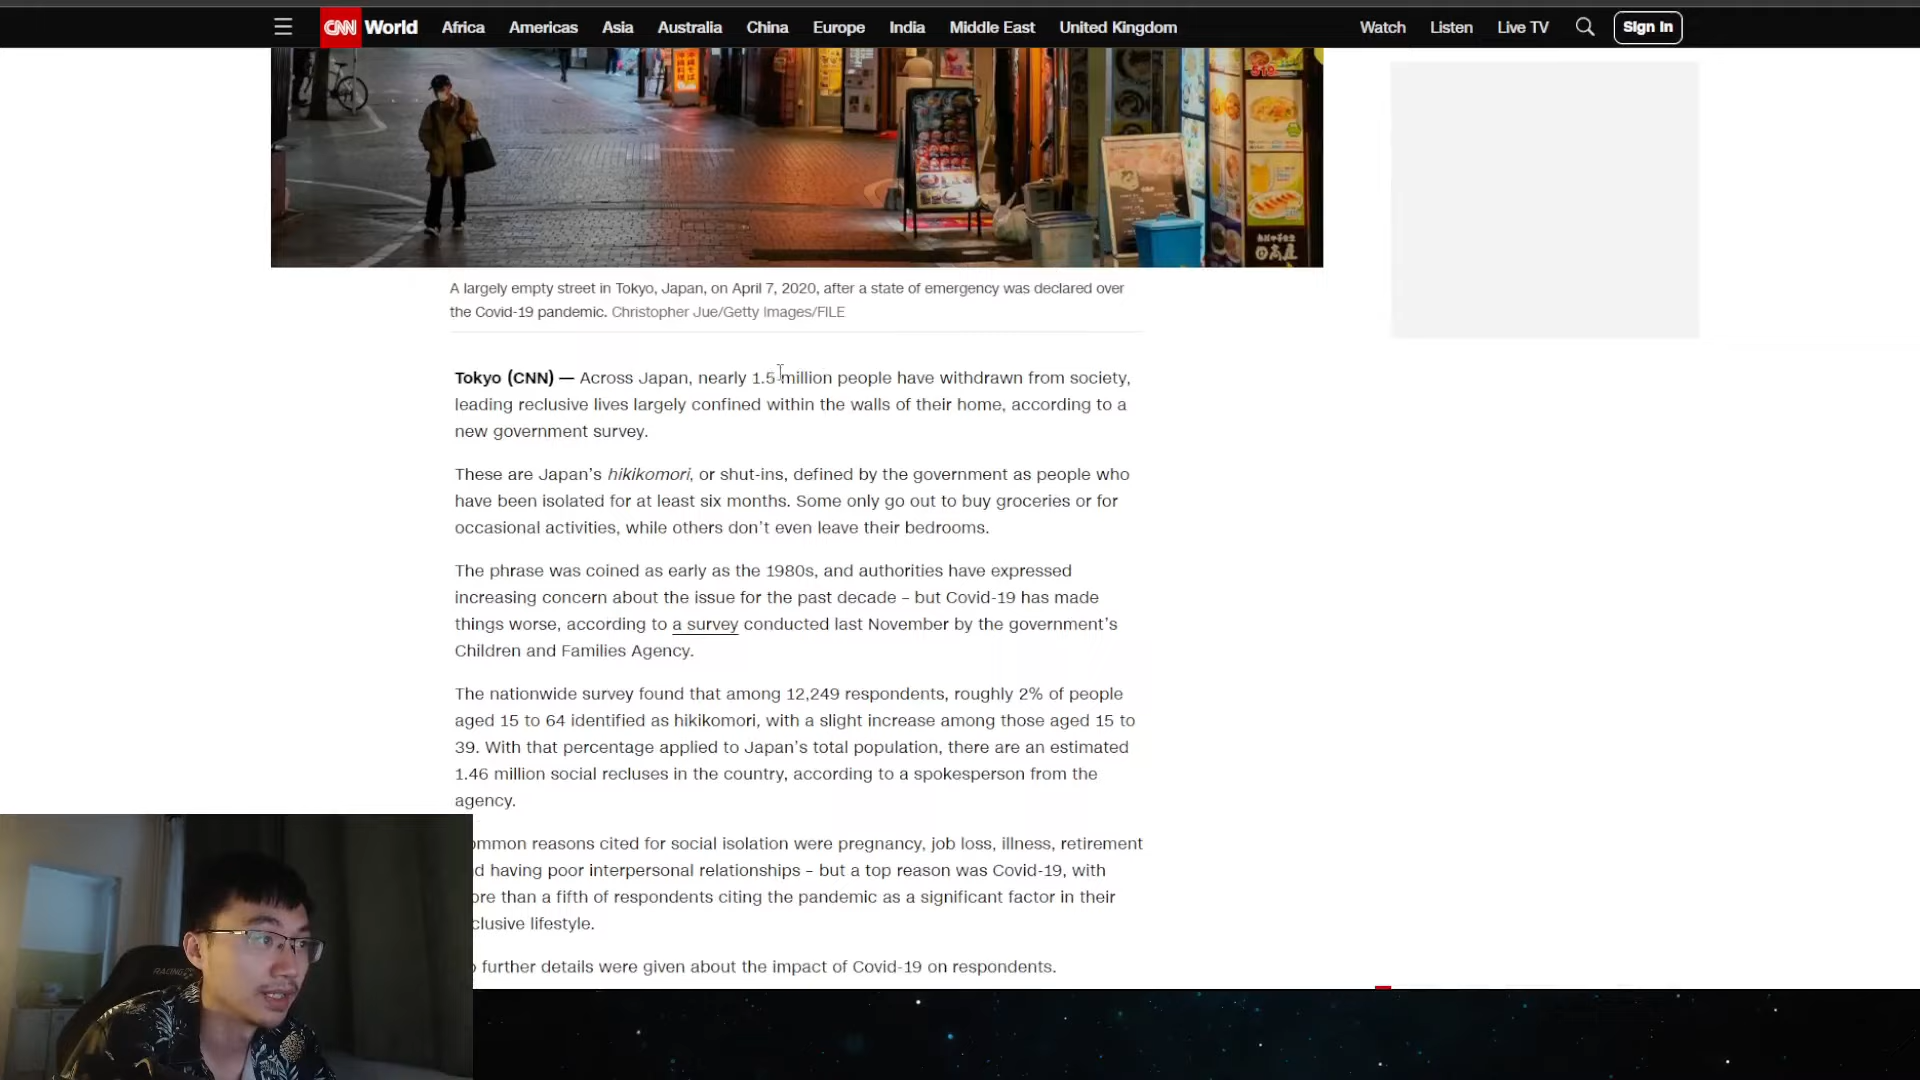 CNN World Africa Americas Asia Australia China Europe India Middle East United Kingdom Watch Listen Live TV Sign In
A largely empty street in Tokyo, Japan, on April 7, 2020, after a state of emergency was declared over
the Covid-19 pandemic. Christopher Jue/Getty Images/FILE
Tokyo (CNN) — Across Japan, nearly 1.5 million people have withdrawn from society,
leading reclusive lives largely confined within the walls of their home, according to a
new government survey.
These are Japan's hikikomori, or shut-ins, defined by the government as people who
have been isolated for at least six months. Some only go out to buy groceries or for
occasional activities, while others don't even leave their bedrooms.
The phrase was coined as early as the 1980s, and authorities have expressed
increasing concern about the issue for the past decade – but Covid-19 has made
things worse, according to a survey conducted last November by the government's
Children and Families Agency.
The nationwide survey found that among 12,249 respondents, roughly 2% of people
aged 15 to 64 identified as hikikomori, with a slight increase among those aged 15 to
39. With that percentage applied to Japan's total population, there are an estimated
1.46 million social recluses in the country, according to a spokesperson from the
agency.
ommon reasons cited for social isolation were pregnancy, job loss, illness, retirement
d having poor interpersonal relationships – but a top reason was Covid-19, with
ore than a fifth of respondents citing the pandemic as a significant factor in their
clusive lifestyle.
further details were given about the impact of Covid-19 on respondents.